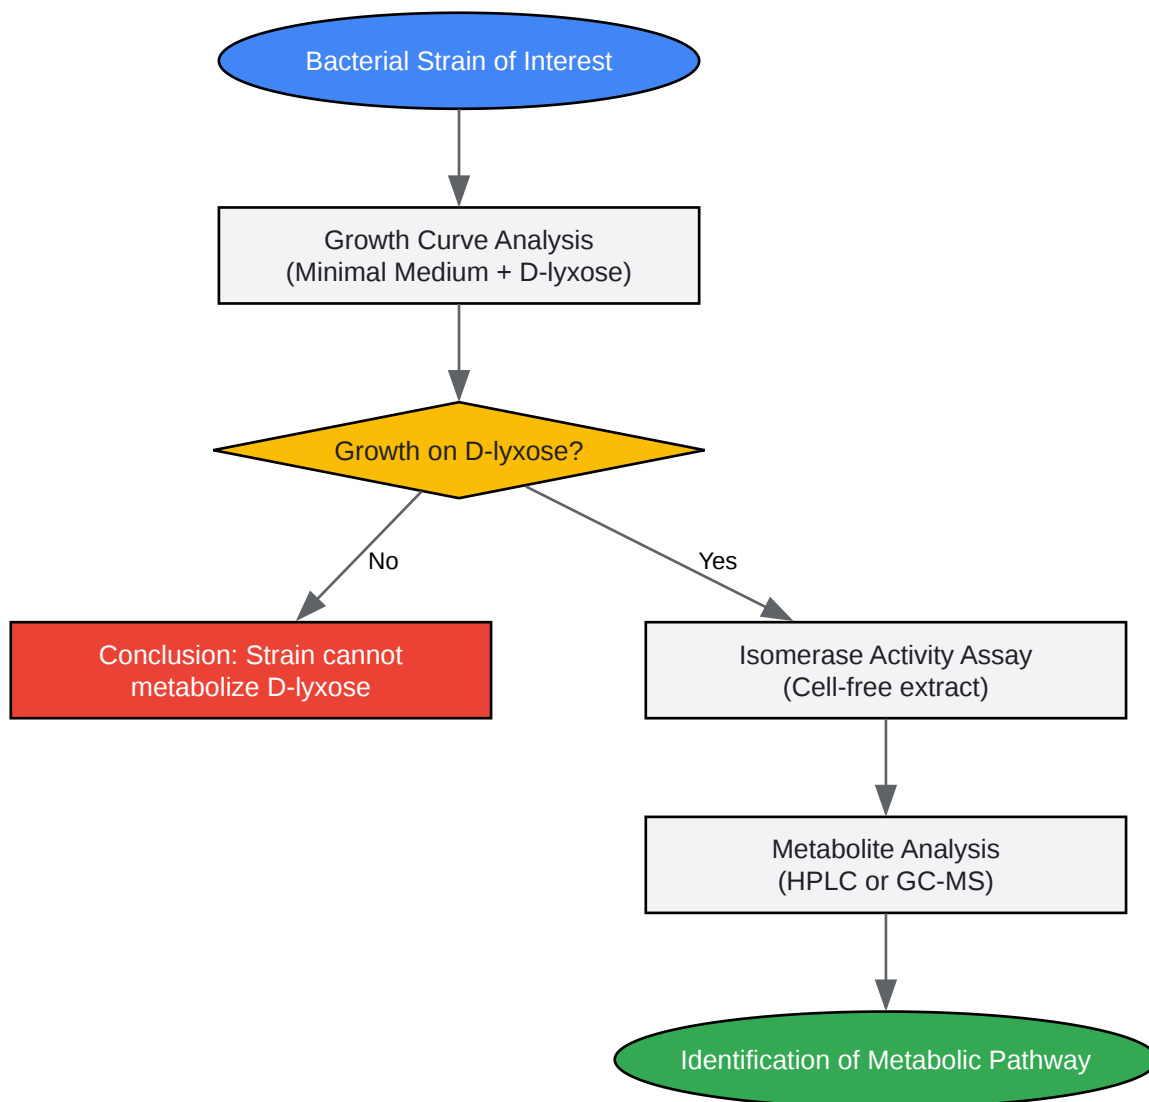 Bacterial Strain of Interest
Growth Curve Analysis
(Minimal Medium + D-lyxose)
Growth on D-lyxose?
No
Yes
Conclusion: Strain cannot
metabolize D-lyxose
Isomerase Activity Assay
(Cell-free extract)
Metabolite Analysis
(HPLC or GC-MS)
Identification of Metabolic Pathway